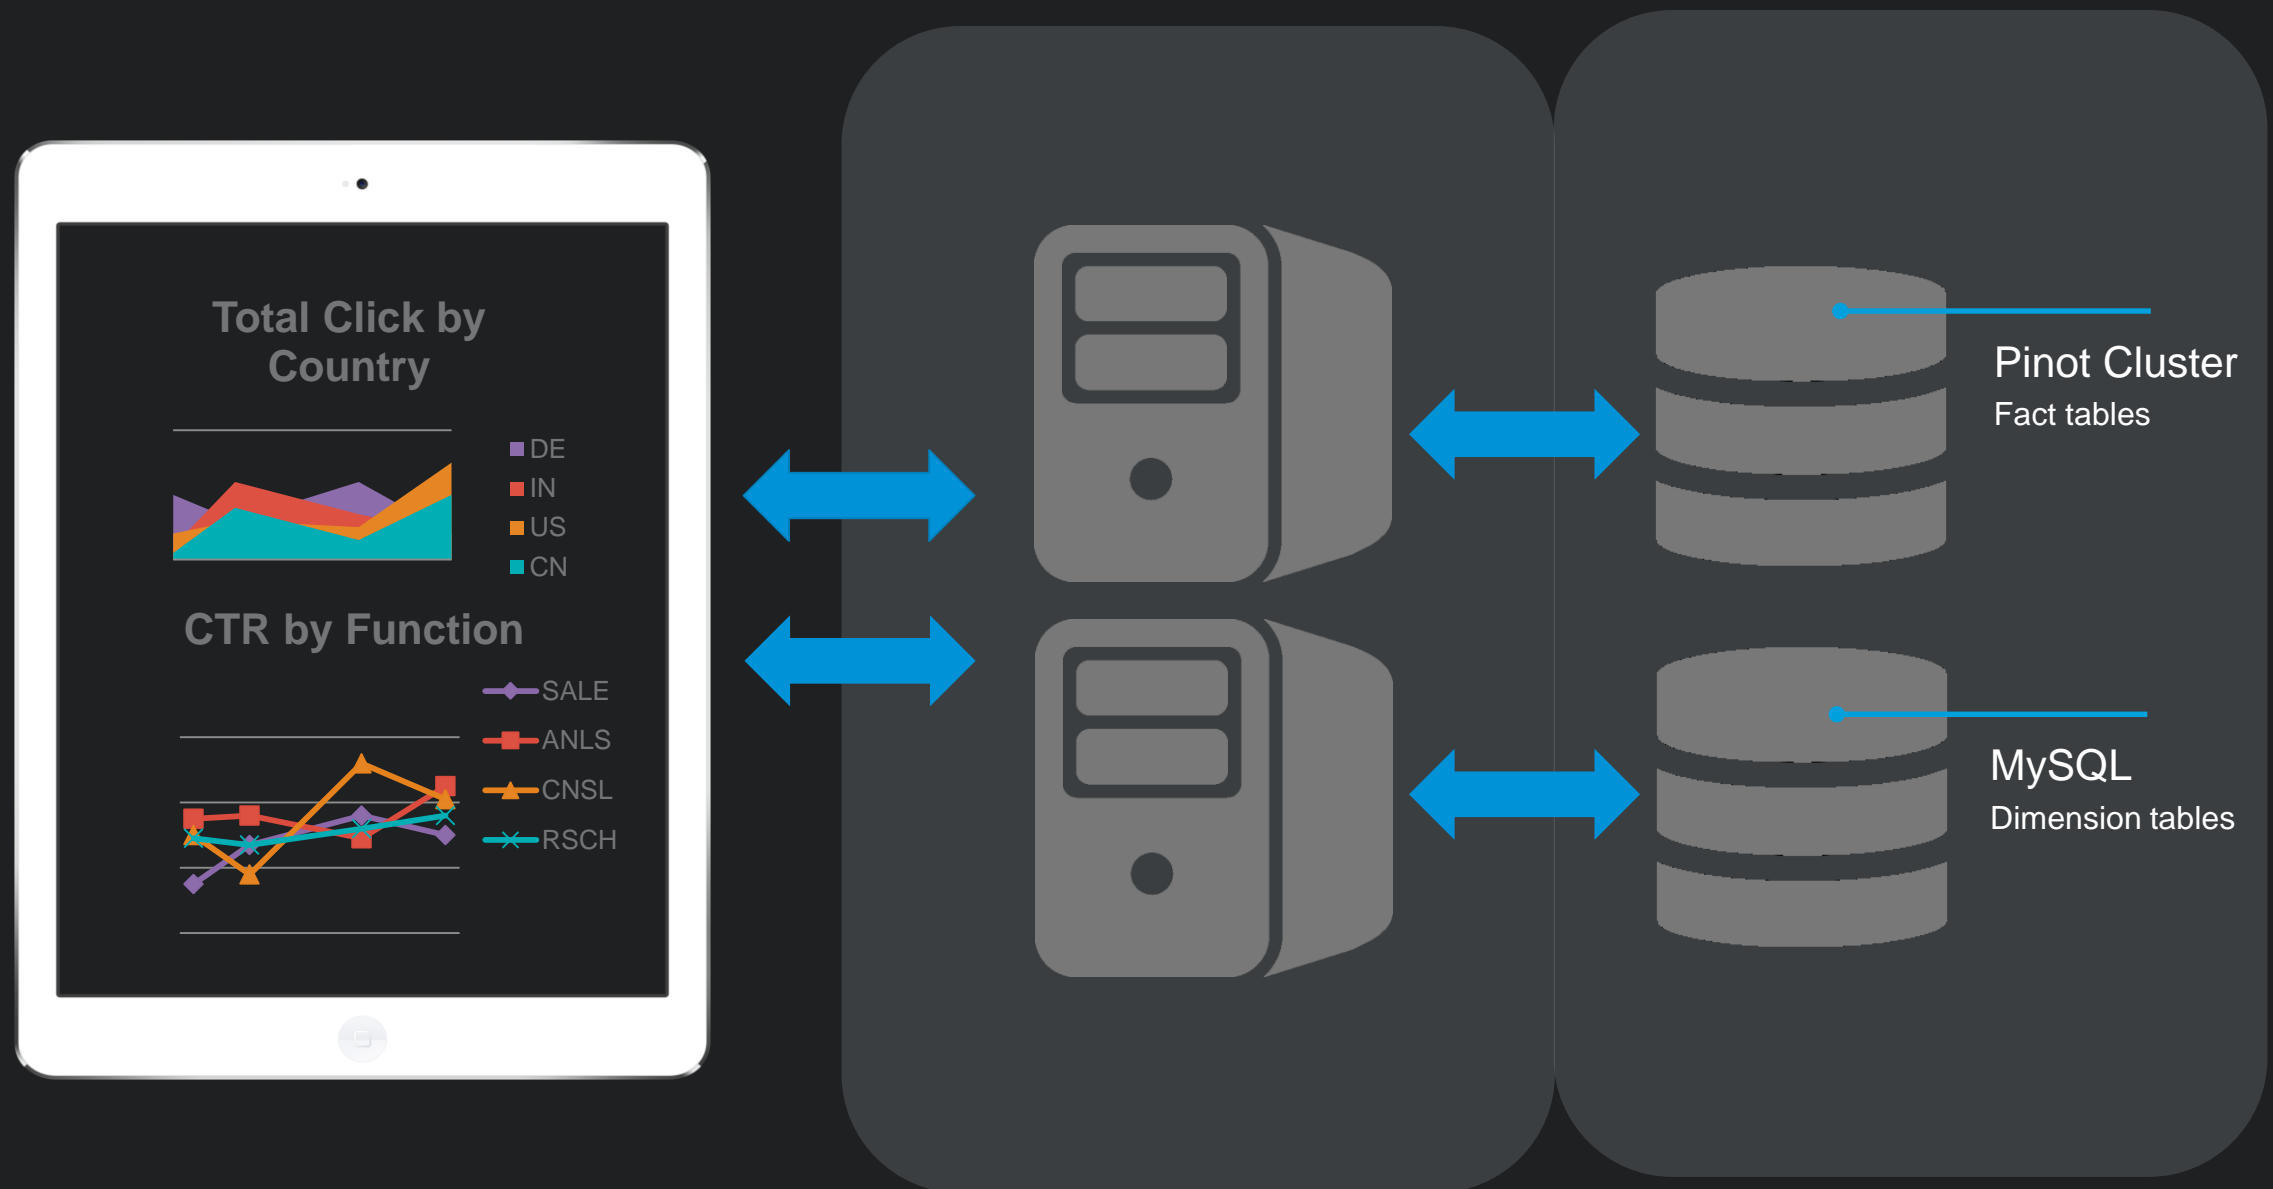 Total Click by
Country
DE
IN
US
CN
CTR by Function
SALE
ANLS
CNSL
RSCH
Pinot Cluster
Fact tables
MySQL
Dimension tables